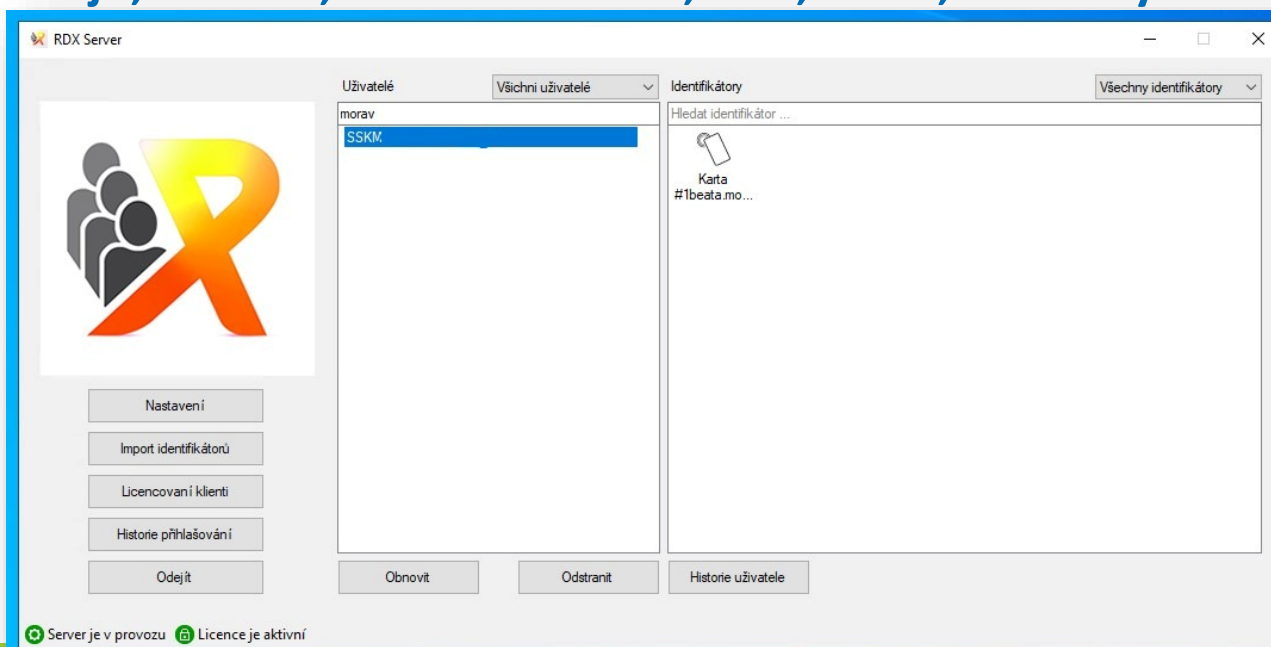 RDX Server
Uživatelé
Všichni uživatelé
Identifikátory
Všechny identifikátory
morav
Hledat identifikátor ...
SSKM
Karta
#1beata.mo...
Nastavení
Import identifikátorů
Licencovaní klienti
Historie přihlašování
Odejít
Obnovit
Odstranit
Historie uživatele
Server je v provozu
Licence je aktivní